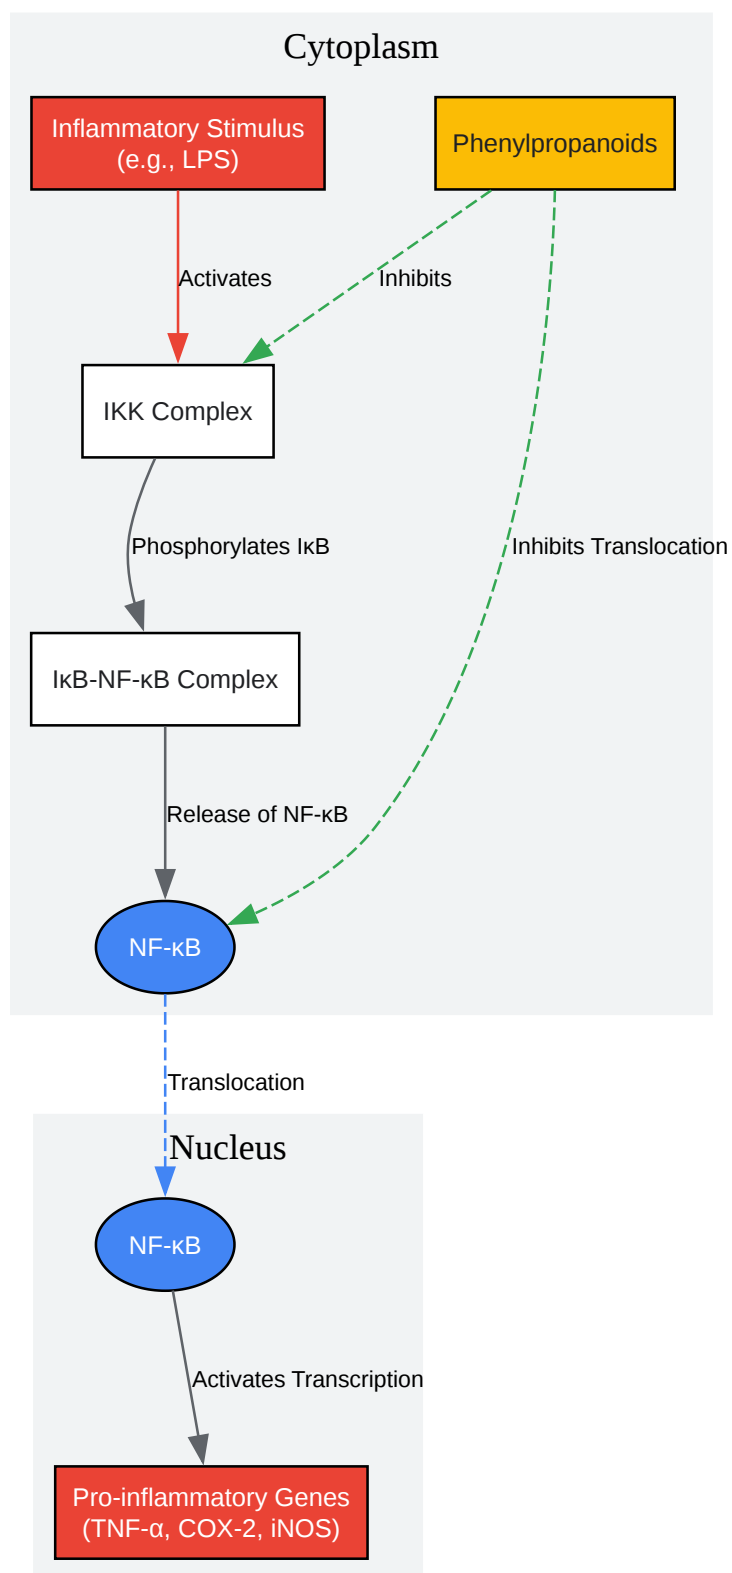 Cytoplasm
Inflammatory Stimulus
(e.g., LPS)
Phenylpropanoids
Activates
Inhibits
IKK Complex
Phosphorylates IκB
Inhibits Translocation
IκB-NF-κB Complex
Release of NF-κB
NF-κB
Translocation
Nucleus
NF-κB
Activates Transcription
Pro-inflammatory Genes
(TNF-α, COX-2, iNOS)